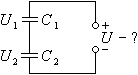 U₁ C₁
+
U - ?
−
U₂ C₂